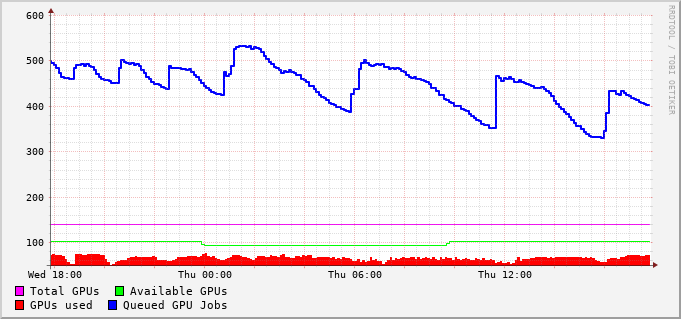 600
500
400
300
200
100
Wed 18:00 Thu 00:00 Thu 06:00 Thu 12:00
Total GPUs Available GPUs
GPUs used Queued GPU Jobs
RRDTOOL / TOBI OETIKER